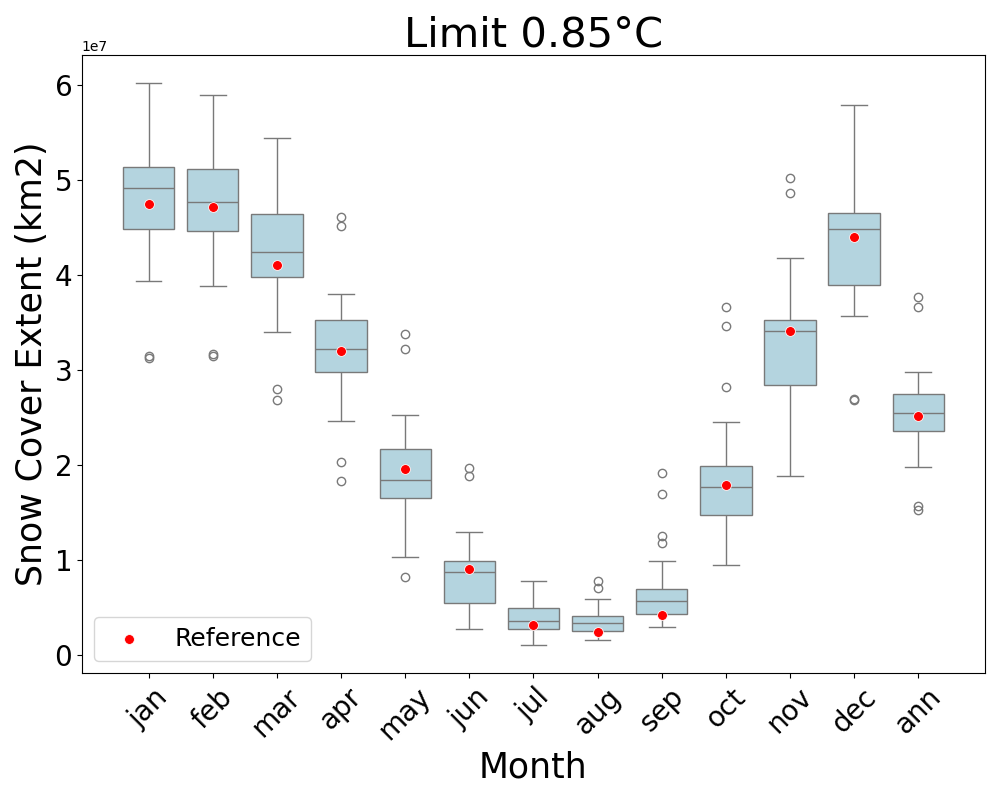 Limit 0.85°C
1e7
6
5
4
3
2
1
0
Snow Cover Extent (km2)
Reference
jan
feb
mar
apr
may
jun
jul
aug
sep
oct
nov
dec
ann
Month